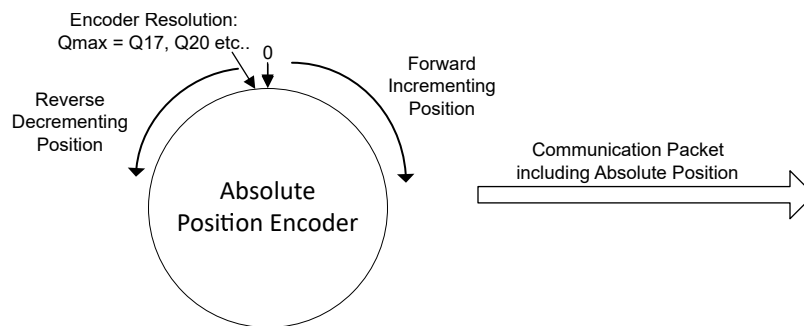 Encoder Resolution:
Qmax = Q17, Q20 etc..
0
Forward
Incrementing
Position
Reverse
Decrementing
Position
Communication Packet
including Absolute Position
Absolute
Position Encoder